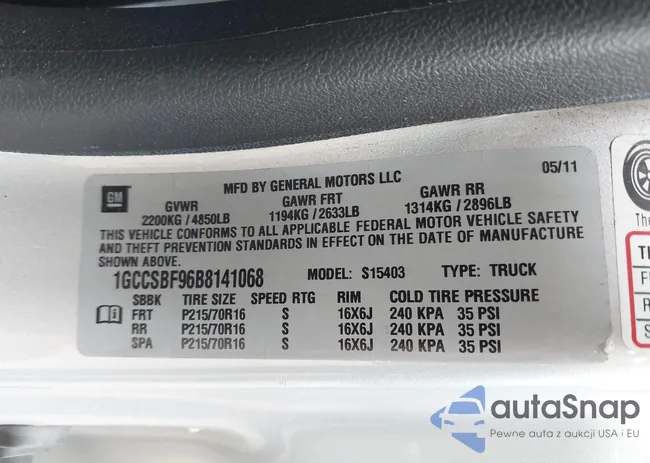 MFD BY GENERAL MOTORS LLC 05/11
GM
GVWR GAWR FRT GAWR RR
2200KG / 4850LB 1194KG / 2633LB 1314KG / 2896LB
THIS VEHICLE CONFORMS TO ALL APPLICABLE FEDERAL MOTOR VEHICLE SAFETY
AND THEFT PREVENTION STANDARDS IN EFFECT ON THE DATE OF MANUFACTURE
SHOWN ABOVE.
1GCCSBF96B8141068 MODEL: S15403 TYPE: TRUCK
SBBK TIRE SIZE SPEED RTG RIM COLD TIRE PRESSURE
FRT P215/70R16 S 16X6J 240 KPA 35 PSI
RR P215/70R16 S 16X6J 240 KPA 35 PSI
SPA P215/70R16 S 16X6J 240 KPA 35 PSI
The
autaSnap
Pewne auta z aukcji USA i EU